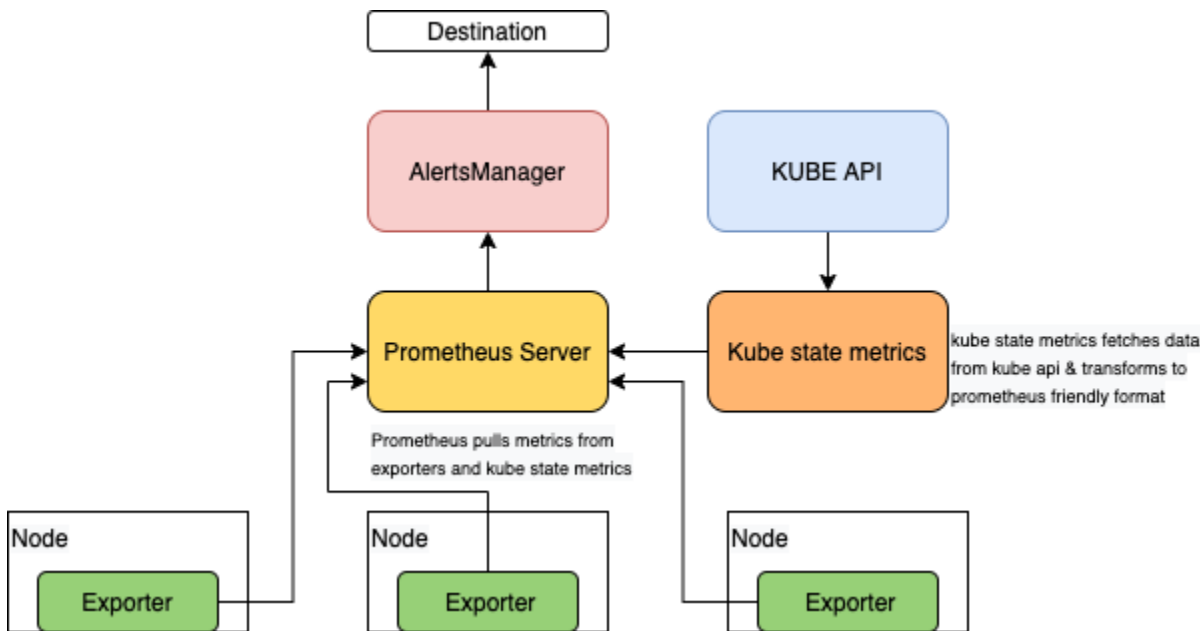 Destination
AlertsManager
KUBE API
Prometheus Server
Kube state metrics
kube state metrics fetches data
from kube api & transforms to
prometheus friendly format
Prometheus pulls metrics from
exporters and kube state metrics
Node
Exporter
Node
Exporter
Node
Exporter